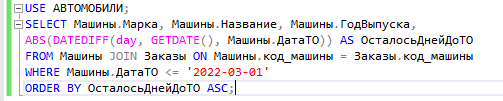 USE АВТОМОБИЛИ;
SELECT Машины.Марка, Машины.Название, Машины.ГодВыпуска,
ABS(DATEDIFF(day, GETDATE(), Машины.ДатаТО)) AS ОсталосьДнейДоТО
FROM Машины JOIN Заказы ON Машины.код_машины = Заказы.код_машины
WHERE Машины.ДатаТО <= '2022-03-01'
ORDER BY ОсталосьДнейДоТО ASC;